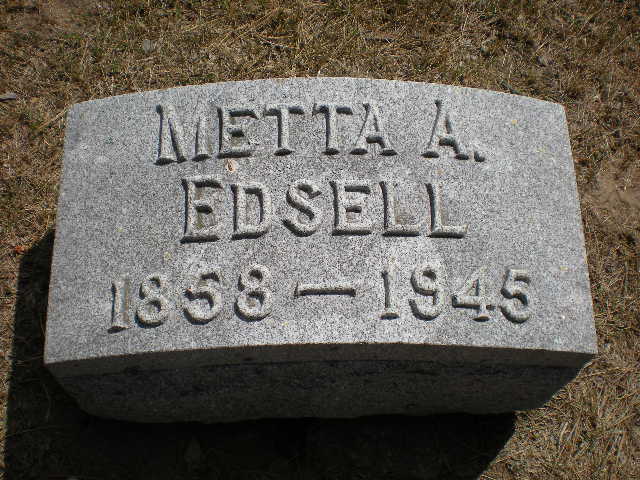 METTA A.
EDSELL
1858 — 1945